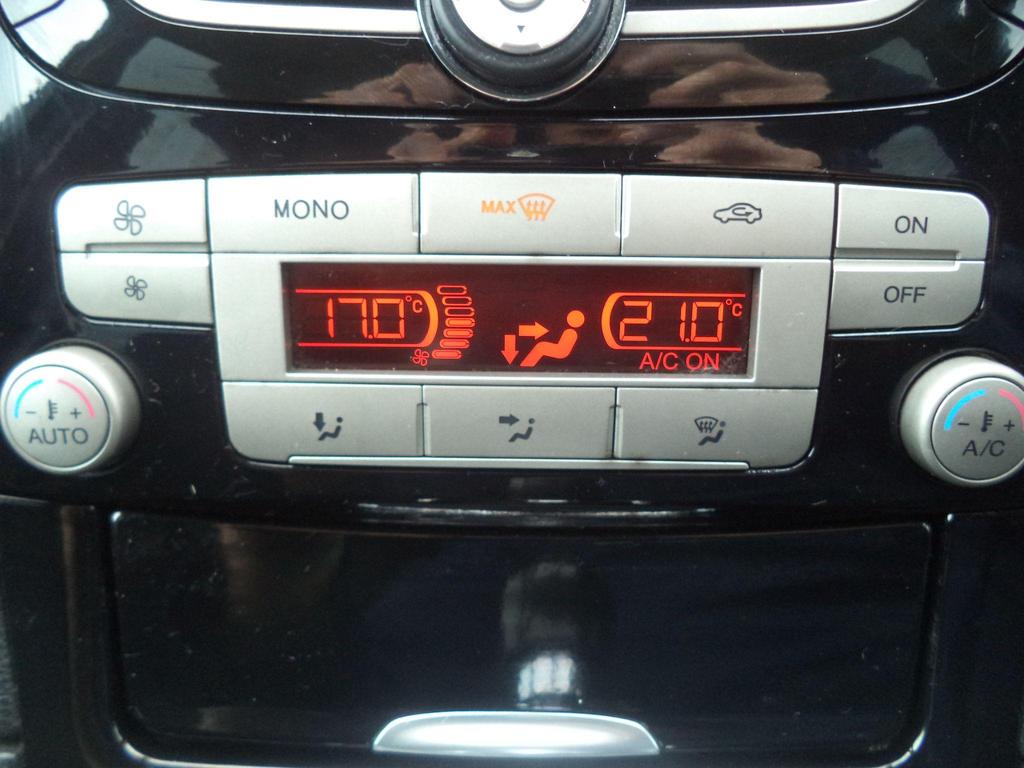 MONO
MAX
ON
OFF
17.0°C
21.0°C
A/C ON
- +
AUTO
- +
A/C